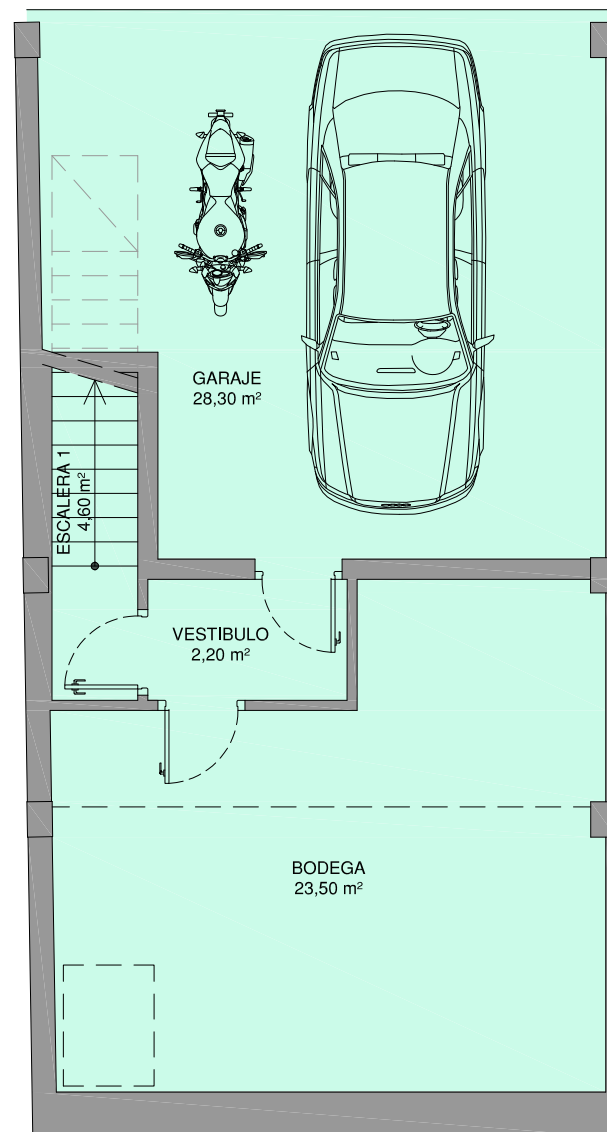 GARAJE
28,30 m²
ESCALERA 1
4,60 m²
VESTIBULO
2,20 m²
BODEGA
23,50 m²